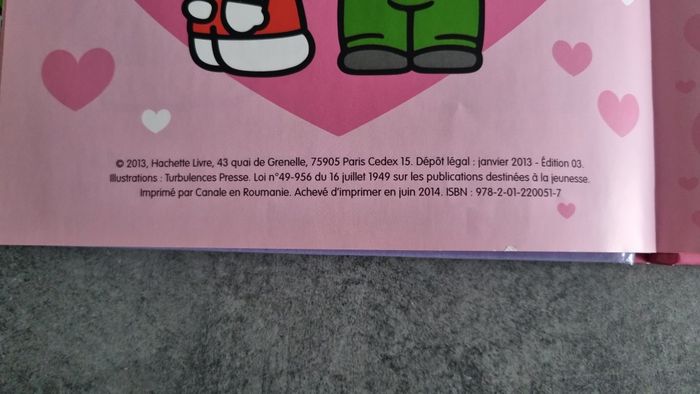 © 2013, Hachette Livre, 43 quai de Grenelle, 75905 Paris Cedex 15. Dépôt légal : janvier 2013 - Édition 03.
Illustrations : Turbulences Presse. Loi n°49-956 du 16 juillet 1949 sur les publications destinées à la jeunesse.
Imprimé par Canale en Roumanie. Achevé d'imprimer en juin 2014. ISBN : 978-2-01-220051-7